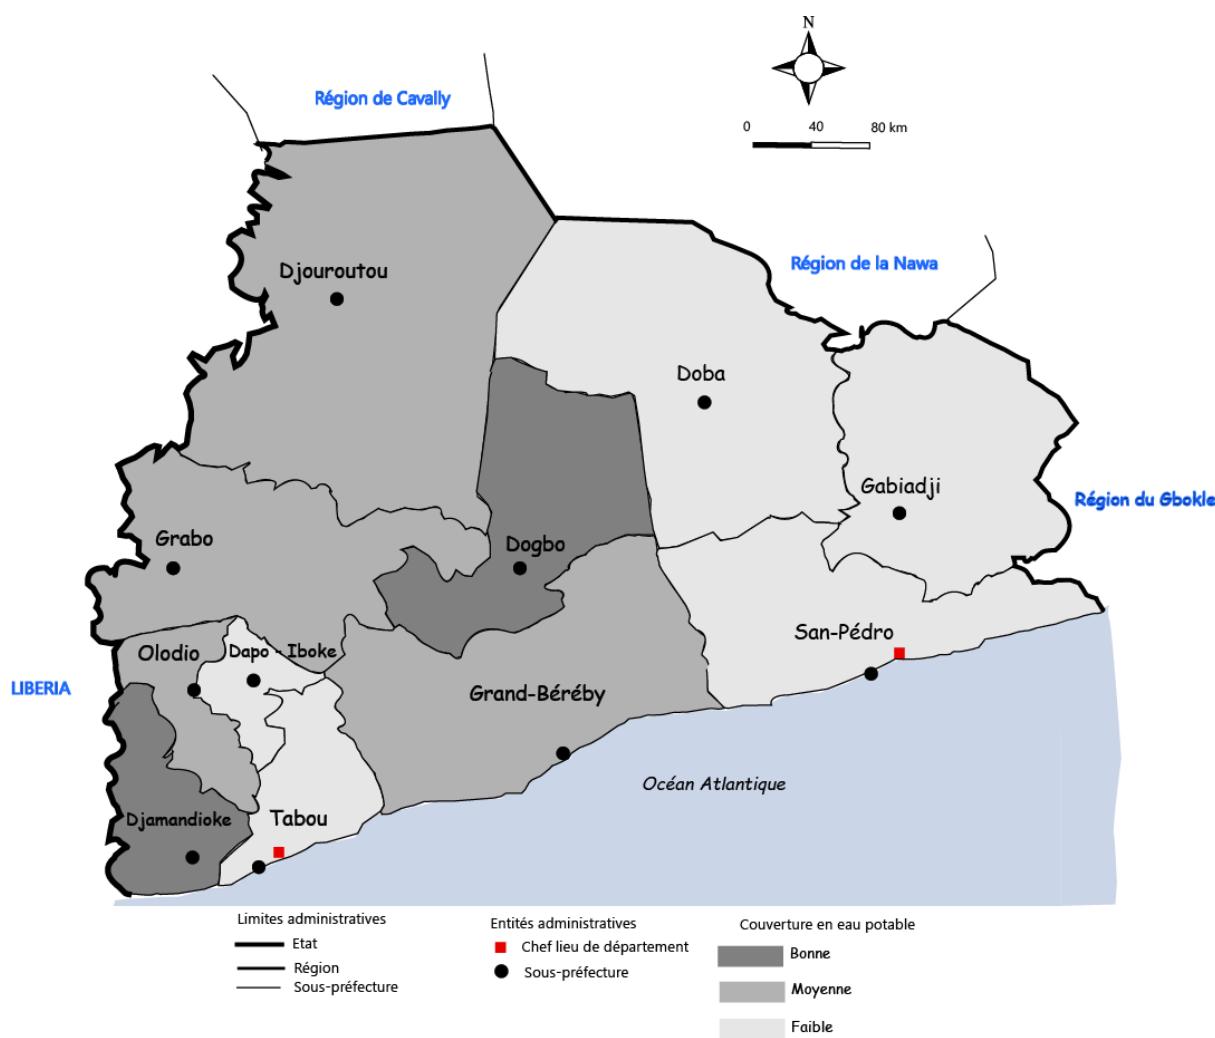 N
Région de Cavally
0 40 80 km
Région de la Nawa
Djouroutou
Doba
Gabiadji
Région du Gbokle
Grabo
Dogbo
San-Pédro
Olodio
Dapo - Iboke
LIBERIA
Grand-Béréby
Océan Atlantique
Djamandioke
Tabou
Limites administratives
Etat
Région
Sous-préfecture
Entités administratives
Chef lieu de département
Sous-préfecture
Couverture en eau potable
Bonne
Moyenne
Faible